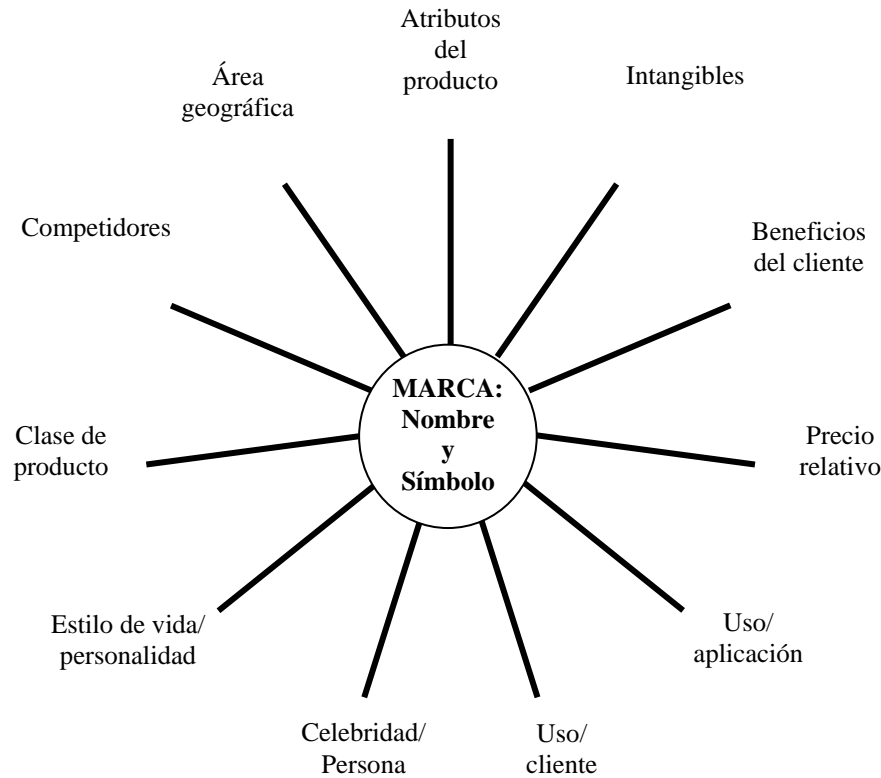 Atributos
del
producto
Intangibles
Área
geográfica
Beneficios
del cliente
Competidores
MARCA:
Nombre
y
Símbolo
Clase de
producto
Precio
relativo
Estilo de vida/
personalidad
Uso/
aplicación
Celebridad/
Persona
Uso/
cliente